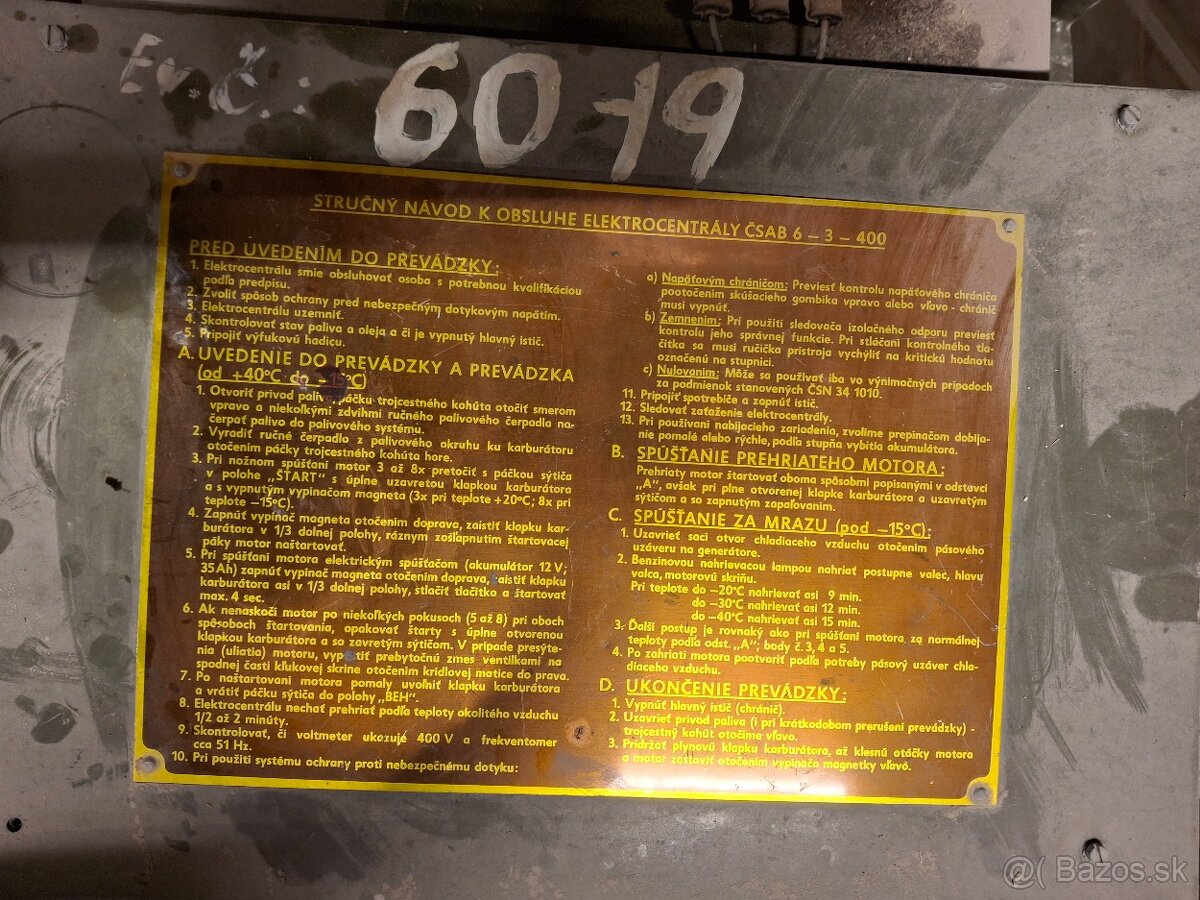 60 19
STRUČNÝ NÁVOD K OBSLUHE ELEKTROCENTRÁLY ČSAB 6 – 3 – 400
PRED UVEDENÍM DO PREVÁDZKY:
1. Elektrocentrálu smie obsluhovať osoba s potrebnou kvalifikáciou
podľa predpisu.
2. Zvoliť spôsob ochrany pred nebezpečným dotykovým napätím.
3. Elektrocentrálu uzemniť.
4. Skontrolovať stav paliva a oleja a či je vypnutý hlavný istič.
5. Pripojiť výfukovú hadicu.
A. UVEDENIE DO PREVÁDZKY A PREVÁDZKA
(od +40°C do –15°C)
1. Otvoriť prívod paliva, páčku trojcestného kohúta otočiť smerom
vpravo a niekoľkými zdvihmi ručného palivového čerpadla na-
čerpať palivo do palivového systému.
2. Vyradiť ručné čerpadlo z palivového okruhu ku karburátoru
otočením páčky trojcestného kohúta hore.
3. Pri nožnom spúšťaní motor 3 až 8x pretočiť s páčkou sýtiča
v polohe „ŠTART" s úplne uzavretou klapkou karburátora
a s vypnutým vypínačom magneta (3x pri teplote +20°C; 8x pri
teplote –15°C).
4. Zapnúť vypínač magneta otočením doprava, zaistiť klapku kar-
burátora v 1/3 dolnej polohy, rázným zošľapnutím štartovacej
páky motor naštartovať.
5. Pri spúšťaní motora elektrickým spúšťačom (akumulátor 12 V;
35 Ah) zapnúť vypínač magneta otočením doprava, zaistiť klapku
karburátora asi v 1/3 dolnej polohy, stlačiť tlačítko a štartovať
max. 4 sec.
6. Ak nenaskočí motor po niekoľkých pokusoch (5 až 8) pri oboch
spôsoboch štartovania, opakovať štarty s úplne otvorenou
klapkou karburátora a so zavretým sýtičom. V prípade presýte-
nia (uliatia) motoru, vypustiť prebytočnú zmes ventilkami na
spodnej časti kľukovej skrine otočením krídlovej matice do prava.
7. Po naštartovaní motora pomaly uvoľniť klapku karburátora
a vrátiť páčku sýtiča do polohy „BEH".
8. Elektrocentrálu nechať prehriať podľa teploty okolitého vzduchu
1/2 až 2 minúty.
9. Skontrolovať, či voltmeter ukazuje 400 V a frekventomer
cca 51 Hz.
10. Pri použití systému ochrany proti nebezpečnému dotyku:
a) Napäťovým chráničom: Previesť kontrolu napäťového chrániča
pootočením skúšacieho gombíka vpravo alebo vľavo - chránič
musí vypnúť.
b) Zemnením: Pri použití sledovača izolačného odporu previesť
kontrolu jeho správnej funkcie. Pri stláčaní kontrolného tla-
čítka sa musí ručička prístroja vychýliť na kritickú hodnotu
označenú na stupnici.
c) Nulovaním: Môže sa používať iba vo výnimočných prípadoch
za podmienok stanovených ČSN 34 1010.
11. Pripojiť spotrebiče a zapnúť istič.
12. Sledovať zaťaženie elektrocentrály.
13. Pri používaní nabíjacieho zariadenia, zvolíme prepínačom dobíja-
nie pomalé alebo rýchle, podľa stupňa vybitia akumulátora.
B. SPÚŠŤANIE PREHRIATEHO MOTORA:
Prehriaty motor štartovať oboma spôsobmi popísanými v odstavci
„A", avšak pri plne otvorenej klapke karburátora a uzavretým
sýtičom a so zapnutým zapaľovaním.
C. SPÚŠŤANIE ZA MRAZU (pod –15°C):
1. Uzavrieť sací otvor chladiaceho vzduchu otočením pásového
uzáveru na generátore.
2. Benzínovou nahrievacou lampou nahriať postupne valec, hlavu
valca, motorovú skriňu.
Pri teplote do –20°C nahrievať asi 9 min.
do –30°C nahrievať asi 12 min.
do –40°C nahrievať asi 15 min.
3. Ďalší postup je rovnaký ako pri spúšťaní motora za normálnej
teploty podľa odst. „A"; body č. 3, 4 a 5.
4. Po zahriatí motora pootvoriť podľa potreby pásový uzáver chla-
diaceho vzduchu.
D. UKONČENIE PREVÁDZKY:
1. Vypnúť hlavný istič (chránič).
2. Uzavrieť prívod paliva (i pri krátkodobom prerušení prevádzky) -
trojcestný kohút otočíme vľavo.
3. Pridržať plynovú klapku karburátora, až klesnú otáčky motora
a motor zastaviť otočením vypínača magnetky vľavo.
@( Bazos.sk